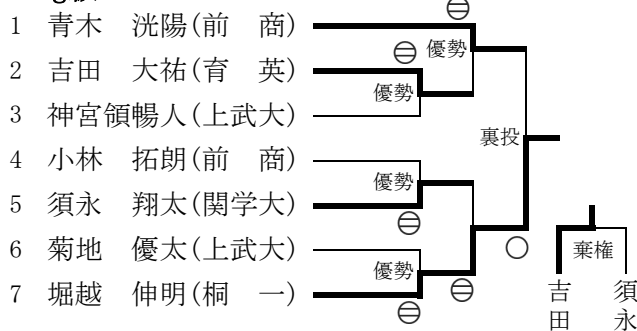 1 青木 洸陽(前 商)
2 吉田 大祐(育 英)
3 神宮領暢人(上武大)
4 小林 拓朗(前 商)
5 須永 翔太(関学大)
6 菊地 優太(上武大)
7 堀越 伸明(桐 一)
優勢
優勢
優勢
優勢
裏投
棄権
吉田
須永